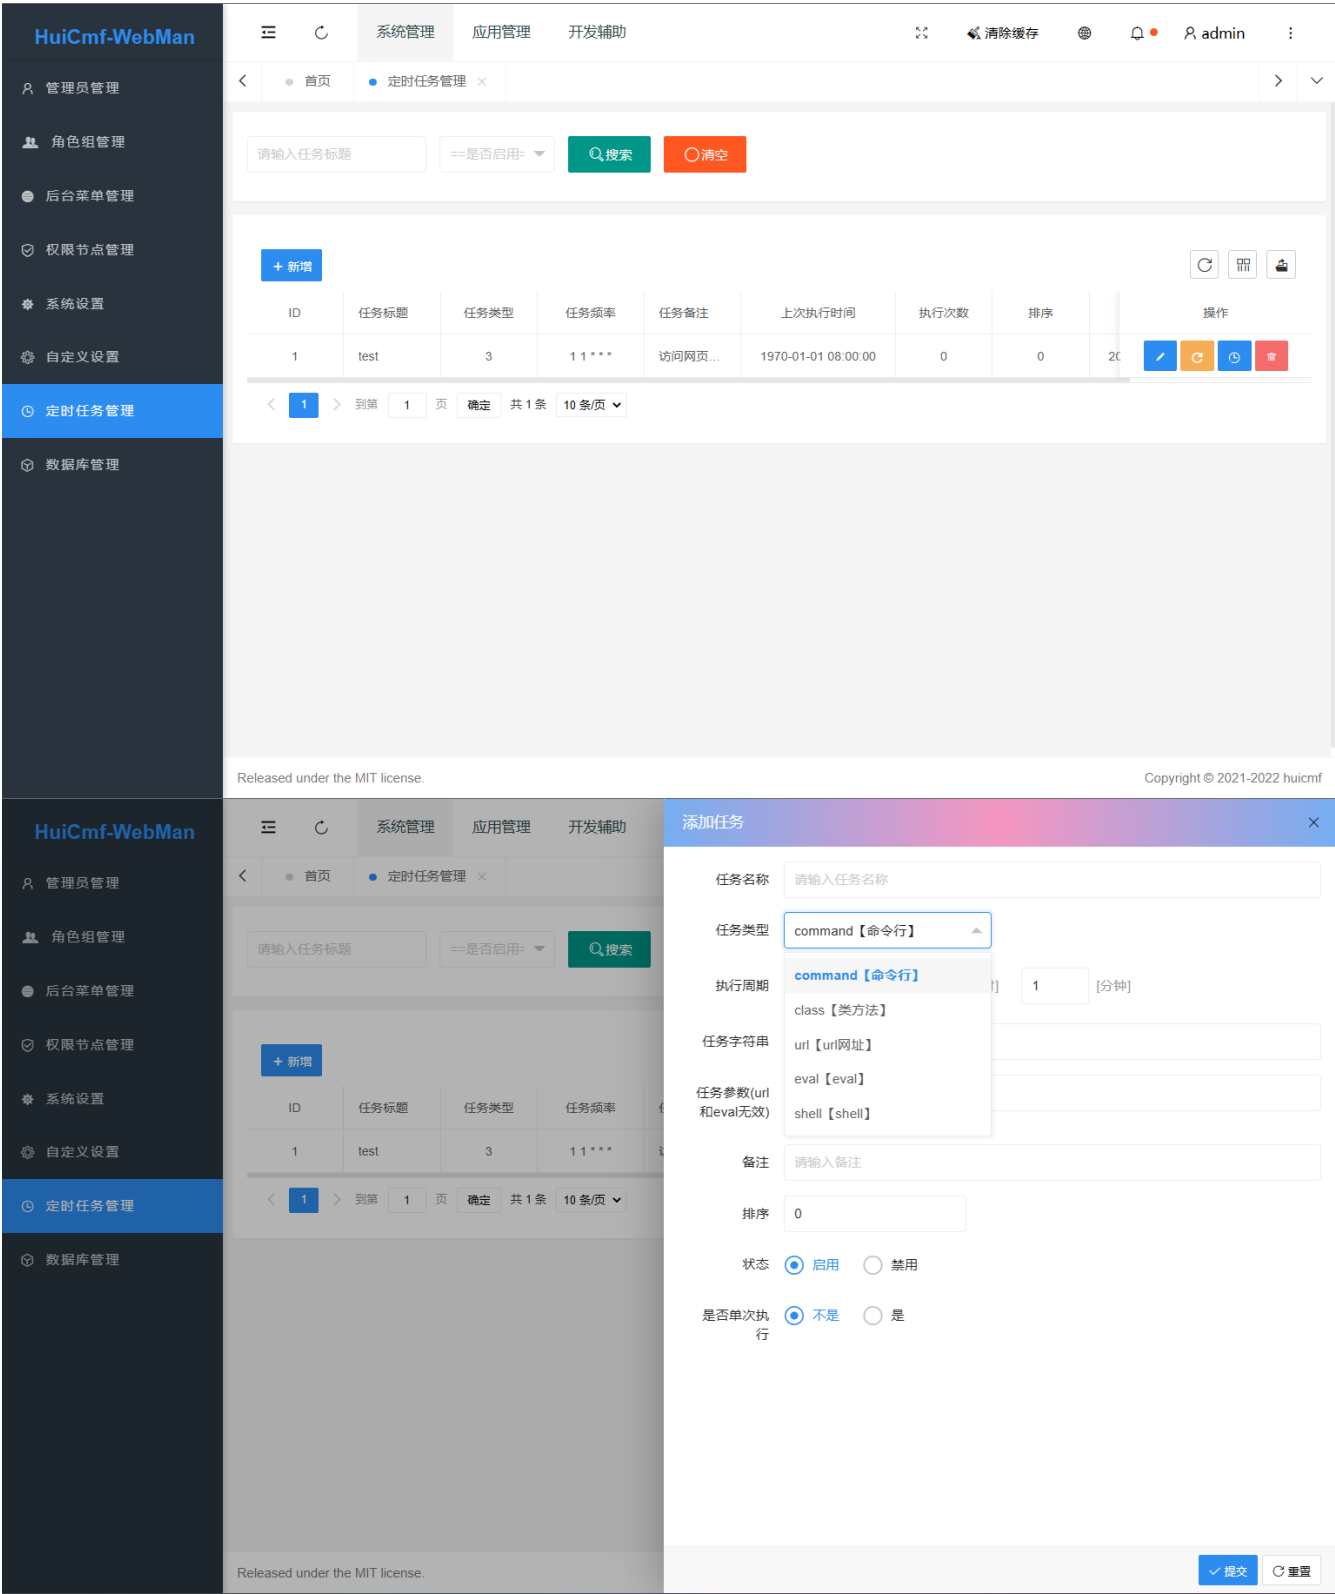 HuiCmf-WebMan
系统管理 应用管理 开发辅助 清除缓存 admin
首页 定时任务管理
管理员管理
角色组管理
后台菜单管理
权限节点管理
系统设置
自定义设置
定时任务管理
数据库管理
请输入任务标题 ==是否启用= 搜索 清空
+ 新增
ID 任务标题 任务类型 任务频率 任务备注 上次执行时间 执行次数 排序 操作
1 test 3 1 1 * * * 访问网页... 1970-01-01 08:00:00 0 0 20
1 到第 1 页 确定 共 1 条 10 条/页
Released under the MIT license. Copyright © 2021-2022 huicmf
HuiCmf-WebMan
系统管理 应用管理 开发辅助
首页 定时任务管理
管理员管理
角色组管理
后台菜单管理
权限节点管理
系统设置
自定义设置
定时任务管理
数据库管理
请输入任务标题 ==是否启用= 搜索
+ 新增
ID 任务标题 任务类型 任务频率
1 test 3 1 1 * * *
1 到第 1 页 确定 共 1 条 10 条/页
Released under the MIT license.
添加任务
任务名称 请输入任务名称
任务类型 command【命令行】
command【命令行】
class【类方法】
url【url网址】
eval【eval】
shell【shell】
执行周期 1 [分钟]
任务字符串
任务参数(url
和eval无效)
备注 请输入备注
排序 0
状态 启用 禁用
是否单次执
行
不是 是
提交 重置